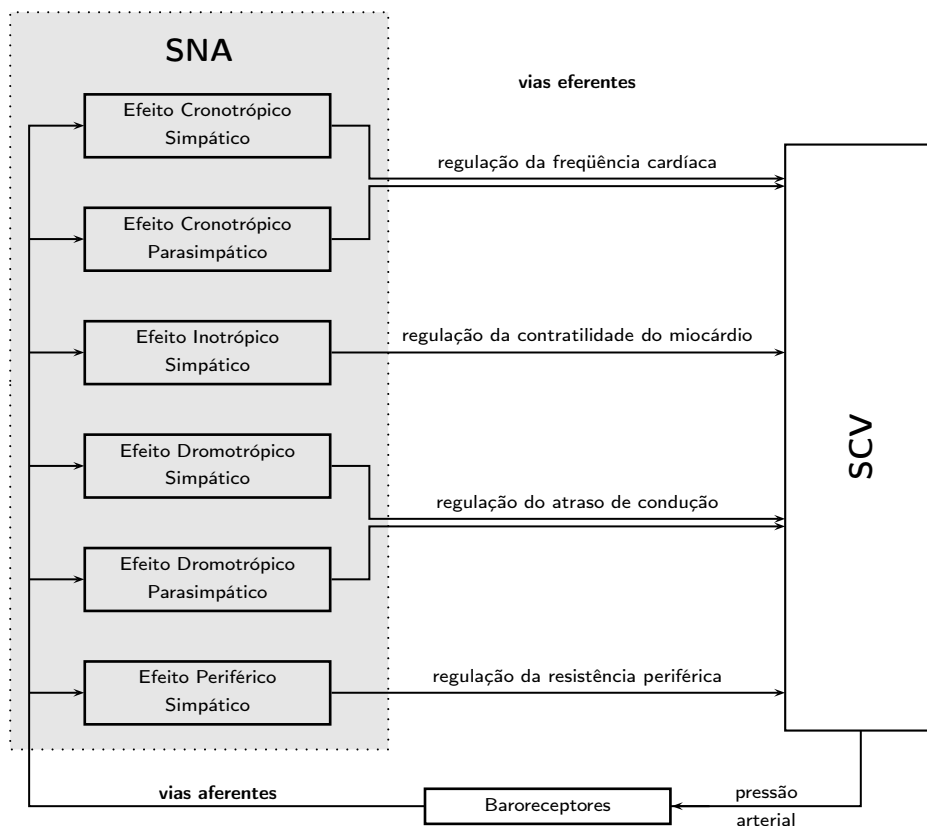 SNA
vias eferentes
Efeito Cronotrópico
Simpático
regulação da freqüência cardíaca
Efeito Cronotrópico
Parasimpático
Efeito Inotrópico
Simpático
regulação da contratilidade do miocárdio
SCV
Efeito Dromotrópico
Simpático
regulação do atraso de condução
Efeito Dromotrópico
Parasimpático
Efeito Periférico
Simpático
regulação da resistência periférica
vias aferentes
Baroreceptores
pressão
arterial